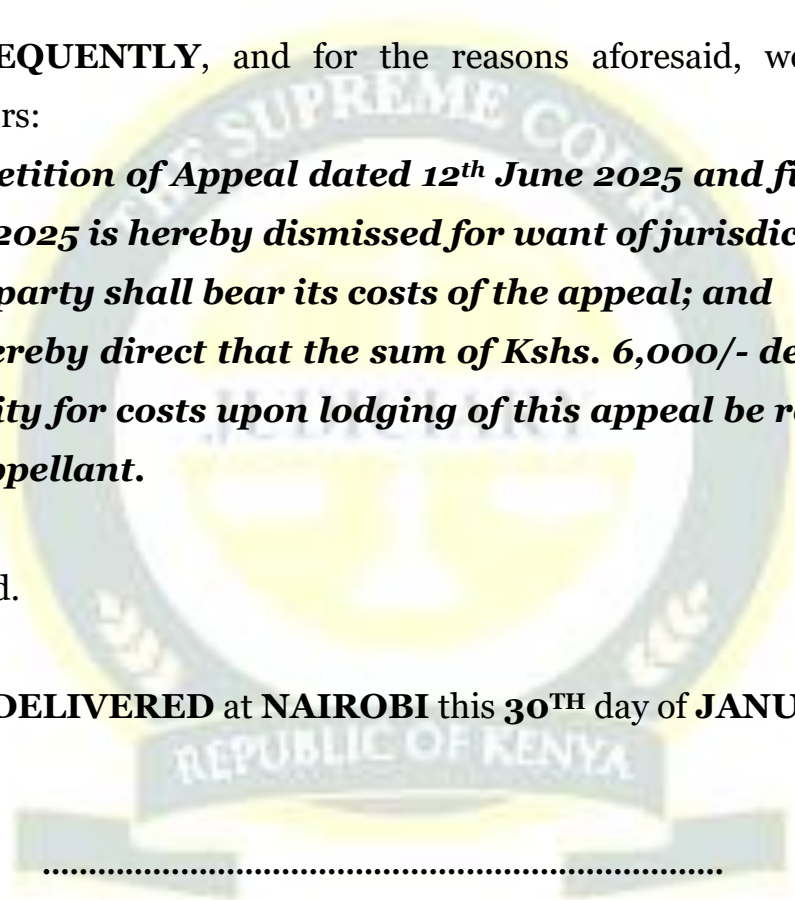 EQUENTLY, and for the reasons aforesaid, we
rs:
etition of Appeal dated 12th June 2025 and fi
2025 is hereby dismissed for want of jurisdic
party shall bear its costs of the appeal; and
ereby direct that the sum of Kshs. 6,000/- de
ity for costs upon lodging of this appeal be re
ppellant.
d.
DELIVERED at NAIROBI this 30TH day of JANU
....................................................................
THE SUPREME CO
JUDICIARY
REPUBLIC OF KENYA